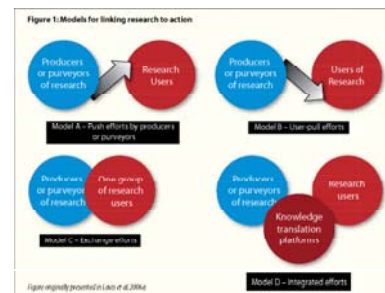 Figure 1: Models for linking research to action
Producers
or purveyors
of research
Research
Users
Model A – Push efforts by producers
or purveyors
Producers
or purveyors
of research
Users of
Research
Model B – User-pull efforts
Producers
or purveyors
of research
One group
of research
users
Model C – Exchange efforts
Producers
or purveyors
of research
Research
users
Knowledge
translation
platforms
Model D – Integrated efforts
Figure originally presented in Lavis et al, 2006a